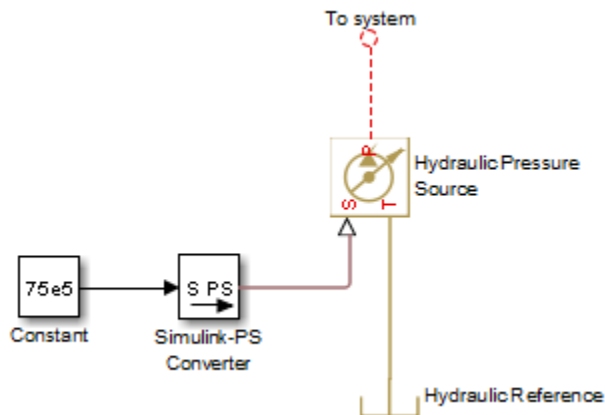 To system
P
Hydraulic Pressure
Source
S T
75e5
S PS
Constant
Simulink-PS
Converter
Hydraulic Reference